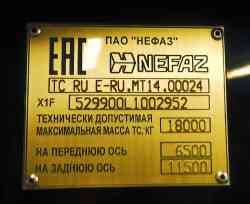 EAC
ПАО "НЕФАЗ"
NEFAZ
ТС RU E-RU.MT14.00024
X1F 529900L1002952
ТЕХНИЧЕСКИ ДОПУСТИМАЯ
МАКСИМАЛЬНАЯ МАССА ТС, КГ 18000
НА ПЕРЕДНЮЮ ОСЬ 6500
НА ЗАДНЮЮ ОСЬ 11500